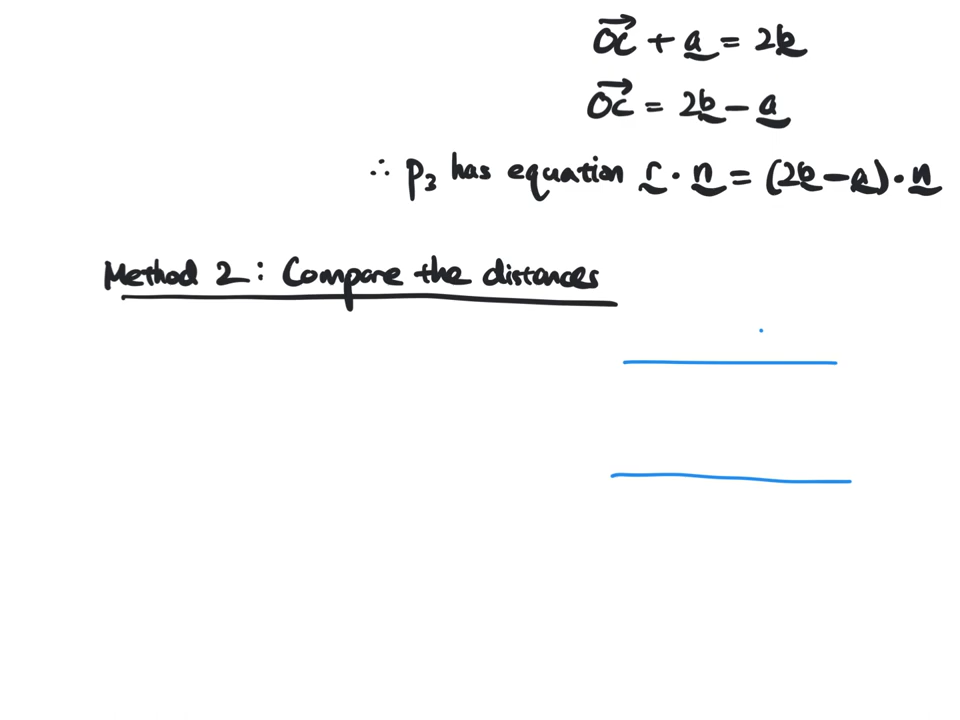 →OC + a = 2b
→OC = 2b − a
∴ P₃ has equation r · n = (2b − a) · n
Method 2 : Compare the distances